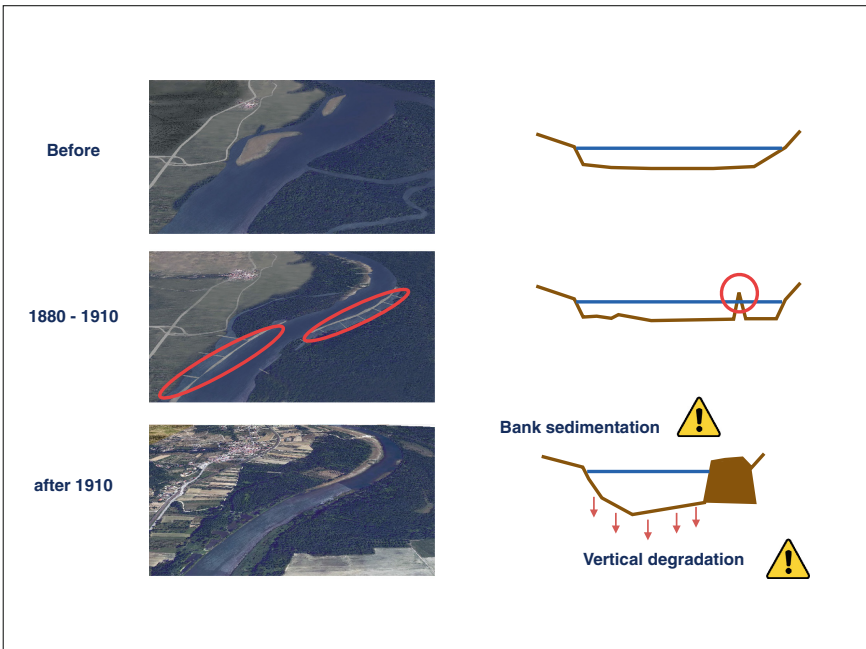 Before
1880 - 1910
Bank sedimentation
after 1910
Vertical degradation